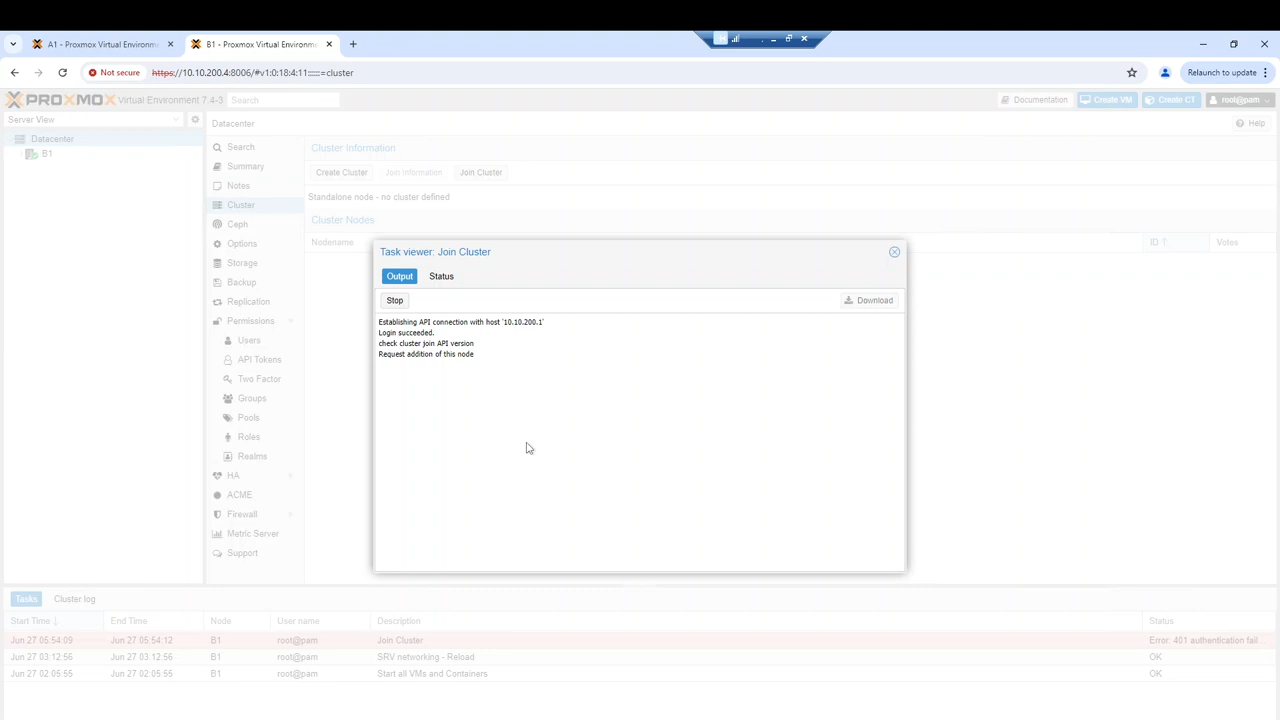 A1 - Proxmox Virtual Environm
B1 - Proxmox Virtual Environm
Not secure
https://10.10.200.4:8006/#v1:0:18:4:11::::::=cluster
Relaunch to update
PROXMOX Virtual Environment 7.4-3
Search
Documentation
Create VM
Create CT
root@pam
Server View
Datacenter
Help
Datacenter
B1
Search
Summary
Notes
Cluster
Ceph
Options
Storage
Backup
Replication
Permissions
Users
API Tokens
Two Factor
Groups
Pools
Roles
Realms
HA
ACME
Firewall
Metric Server
Support
Cluster Information
Create Cluster
Join Information
Join Cluster
Standalone node - no cluster defined
Cluster Nodes
Nodename
ID
Votes
Task viewer: Join Cluster
Output
Status
Stop
Download
Establishing API connection with host '10.10.200.1'
Login succeeded.
check cluster join API version
Request addition of this node
Tasks
Cluster log
Start Time
End Time
Node
User name
Description
Status
Jun 27 05:54:09 Jun 27 05:54:12 B1 root@pam Join Cluster Error: 401 authentication fail...
Jun 27 03:12:56 Jun 27 03:12:56 B1 root@pam SRV networking - Reload OK
Jun 27 02:05:55 Jun 27 02:05:55 B1 root@pam Start all VMs and Containers OK